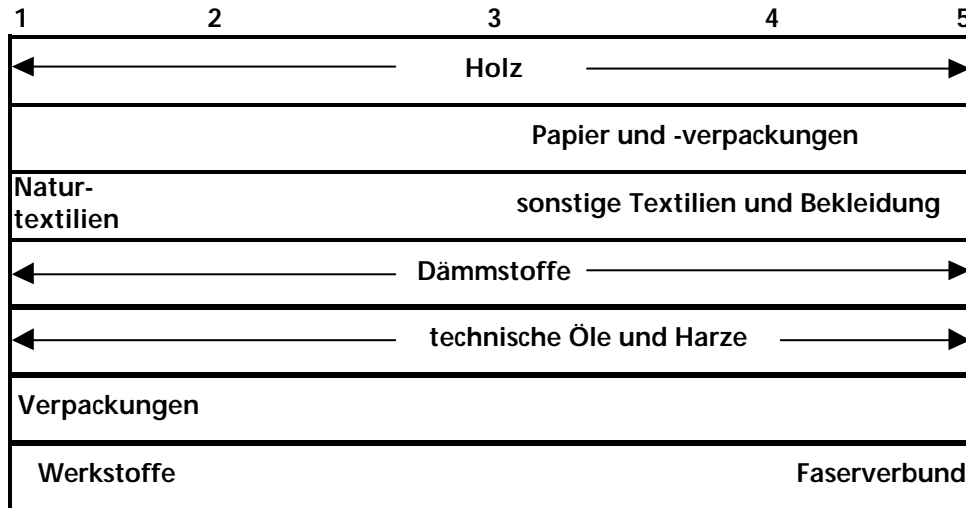 1 2 3 4 5
Holz
Papier und -verpackungen
Natur-
textilien
sonstige Textilien und Bekleidung
Dämmstoffe
technische Öle und Harze
Verpackungen
Werkstoffe Faserverbund